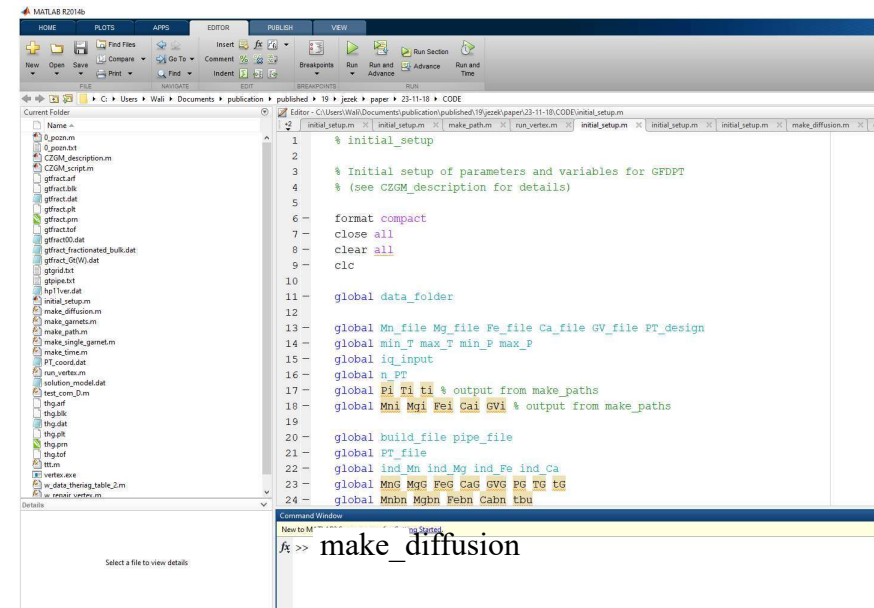 MATLAB R2014b
HOME PLOTS APPS EDITOR PUBLISH VIEW
New Open Save Find Files Compare Print Go To Find Insert fx Comment % Indent Breakpoints Run Run and Advance Run Section Advance Run and Time
FILE NAVIGATE EDIT BREAKPOINTS RUN
C: Users Wali Documents publication published 19 jezek paper 23-11-18 CODE
Current Folder
Name
0_pozn.m
0_pozn.txt
CZGM_description.m
CZGM_script.m
gtfract.arf
gtfract.blk
gtfract.dat
gtfract.plt
gtfract.prn
gtfract.tof
gtfract00.dat
gtfract_fractionated_bulk.dat
gtfract_Gt(W).dat
gtgrid.txt
gtpipe.txt
hp11ver.dat
initial_setup.m
make_diffusion.m
make_garnets.m
make_path.m
make_single_garnet.m
make_time.m
PT_coord.dat
run_vertex.m
solution_model.dat
test_com_D.m
thg.arf
thg.blk
thg.dat
thg.plt
thg.prn
thg.tof
ttt.m
vertex.exe
w_data_theriag_table_2.m
w_repair_vertex.m
Details
Select a file to view details
Editor - C:\Users\Wali\Documents\publication\published\19\jezek\paper\23-11-18\CODE\initial_setup.m
+2 initial_setup.m initial_setup.m make_path.m run_vertex.m initial_setup.m initial_setup.m initial_setup.m make_diffusion.m
1 % initial_setup
2
3 % Initial setup of parameters and variables for GFDPT
4 % (see CZGM_description for details)
5
6 – format compact
7 – close all
8 – clear all
9 – clc
10
11 – global data_folder
12
13 – global Mn_file Mg_file Fe_file Ca_file GV_file PT_design
14 – global min_T max_T min_P max_P
15 – global iq_input
16 – global n_PT
17 – global Pi Ti ti % output from make_paths
18 – global Mni Mgi Fei Cai GVi % output from make_paths
19
20 – global build_file pipe_file
21 – global PT_file
22 – global ind_Mn ind_Mg ind_Fe ind_Ca
23 – global MnG MgG FeG CaG GVG PG TG tG
24 – global Mnbn Mgbn Febn Cabn tbu
Command Window
New to M
Started.
fx >> make_diffusion